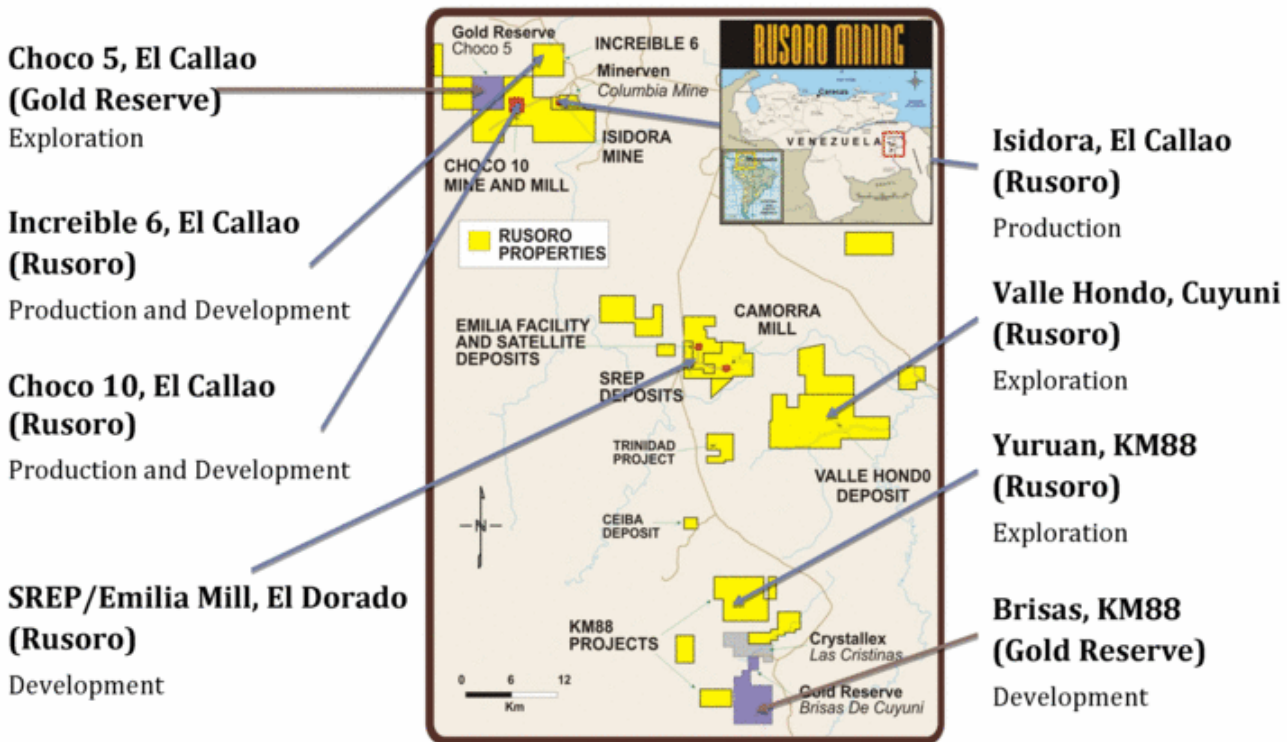 Choco 5, El Callao
(Gold Reserve)
Exploration
Increible 6, El Callao
(Rusoro)
Production and Development
Choco 10, El Callao
(Rusoro)
Production and Development
SREP/Emilia Mill, El Dorado
(Rusoro)
Development
Gold Reserve
Choco 5
INCREIBLE 6
Minerven
Columbia Mine
ISIDORA
MINE
CHOCO 10
MINE AND MILL
RUSORO
PROPERTIES
RUSORO MINING
Caracas
VENEZUELA
EMILIA FACILITY
AND SATELLITE
DEPOSITS
CAMORRA
MILL
SREP
DEPOSITS
TRINIDAD
PROJECT
VALLE HOND0
DEPOSIT
CEIBA
DEPOSIT
N
KM88
PROJECTS
Crystallex
Las Cristinas
Gold Reserve
Brisas De Cuyuni
0 6 12
Km
Isidora, El Callao
(Rusoro)
Production
Valle Hondo, Cuyuni
(Rusoro)
Exploration
Yuruan, KM88
(Rusoro)
Exploration
Brisas, KM88
(Gold Reserve)
Development